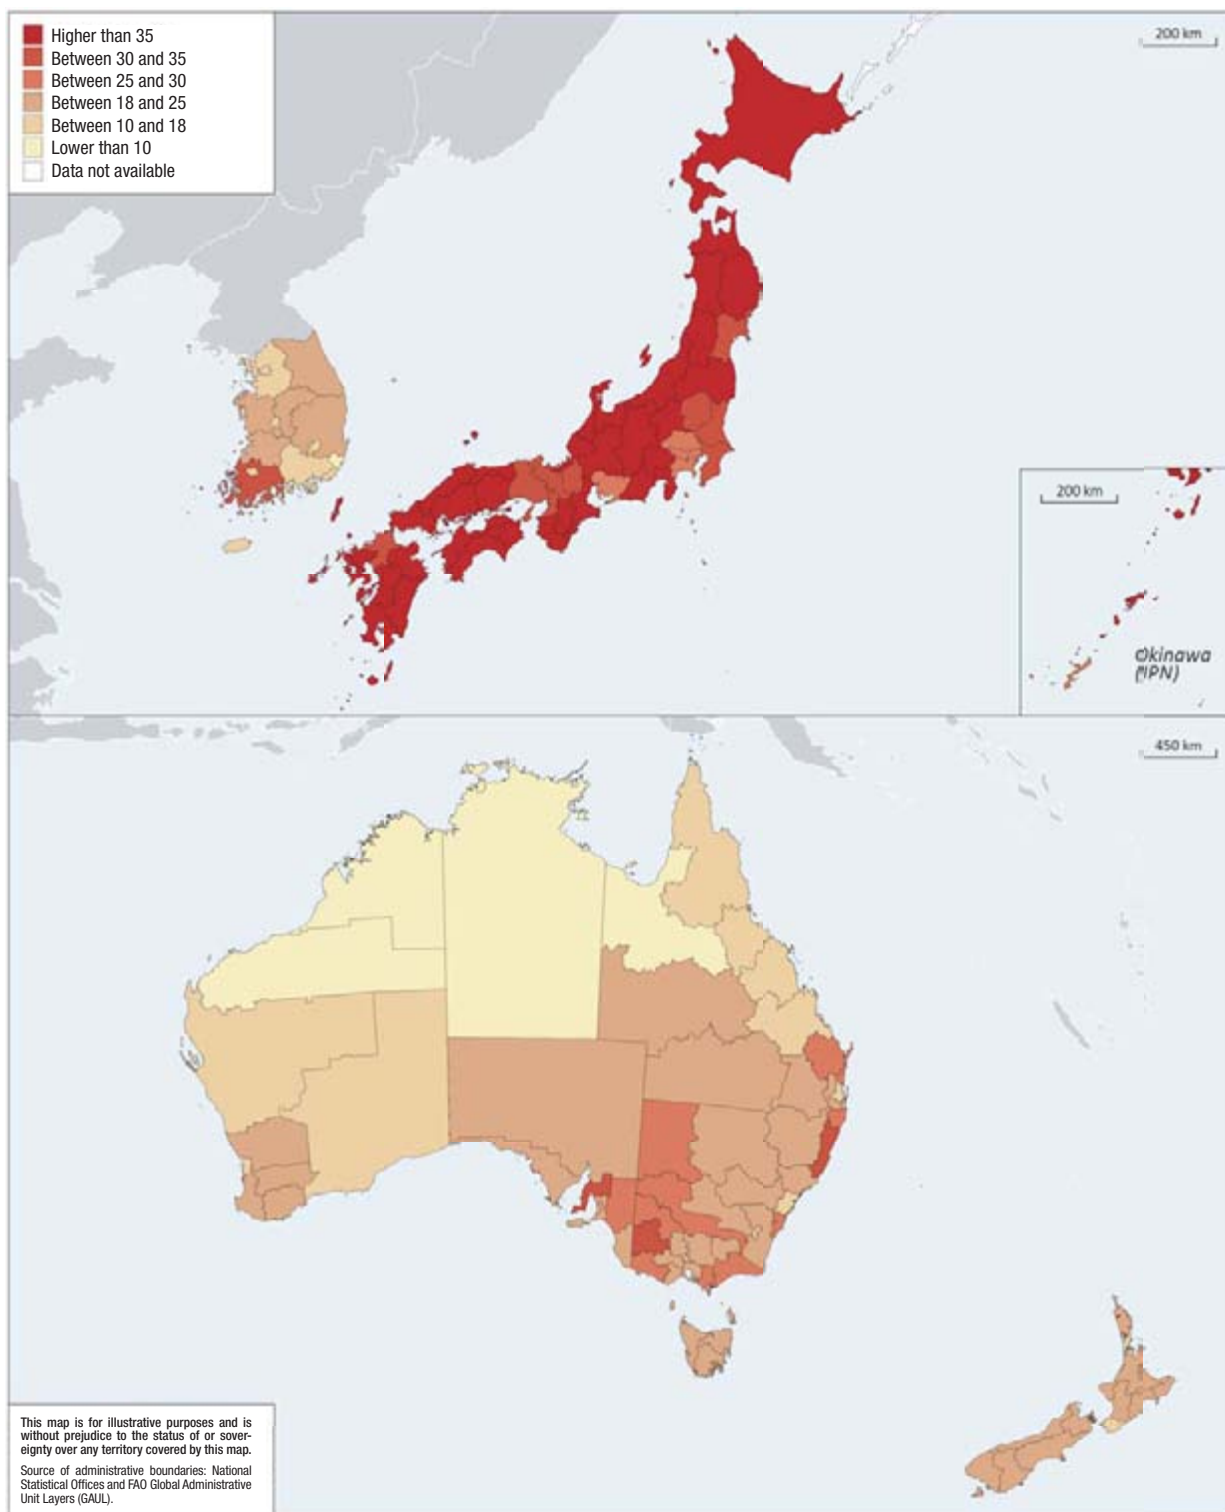 Higher than 35
Between 30 and 35
Between 25 and 30
Between 18 and 25
Between 10 and 18
Lower than 10
Data not available
200 km
200 km
Okinawa
(JPN)
450 km
This map is for illustrative purposes and is
without prejudice to the status of or sover-
eignty over any territory covered by this map.
Source of administrative boundaries: National
Statistical Offices and FAO Global Administrative
Unit Layers (GAUL).